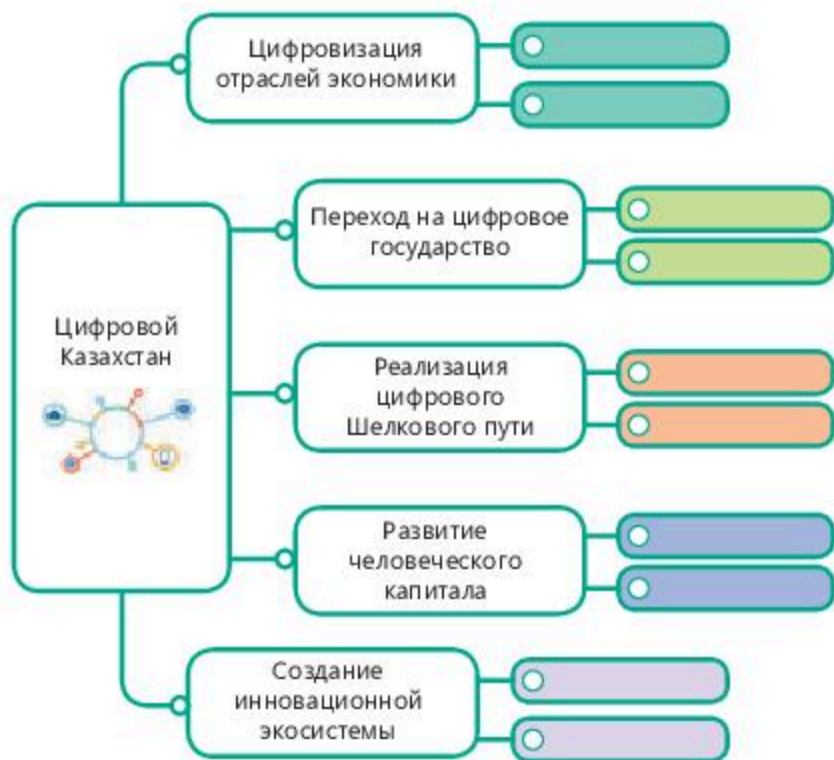 Цифровизация
отраслей экономики
Переход на цифровое
государство
Цифровой
Казахстан
Реализация
цифрового
Шелкового пути
Развитие
человеческого
капитала
Создание
инновационной
экосистемы